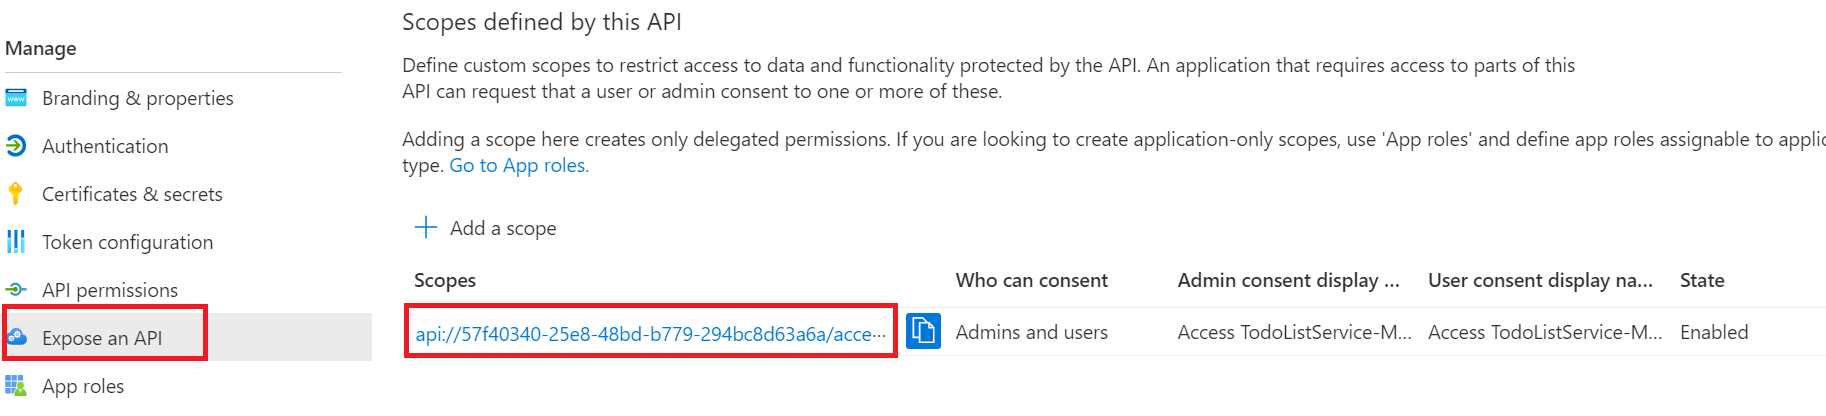 Manage
Branding & properties
Authentication
Certificates & secrets
Token configuration
API permissions
Expose an API
App roles
Scopes defined by this API
Define custom scopes to restrict access to data and functionality protected by the API. An application that requires access to parts of this
API can request that a user or admin consent to one or more of these.
Adding a scope here creates only delegated permissions. If you are looking to create application-only scopes, use 'App roles' and define app roles assignable to applic
type. Go to App roles.
Add a scope
Scopes Who can consent Admin consent display ... User consent display na... State
api://57f40340-25e8-48bd-b779-294bc8d63a6a/acce··· Admins and users Access TodoListService-M... Access TodoListService-M... Enabled